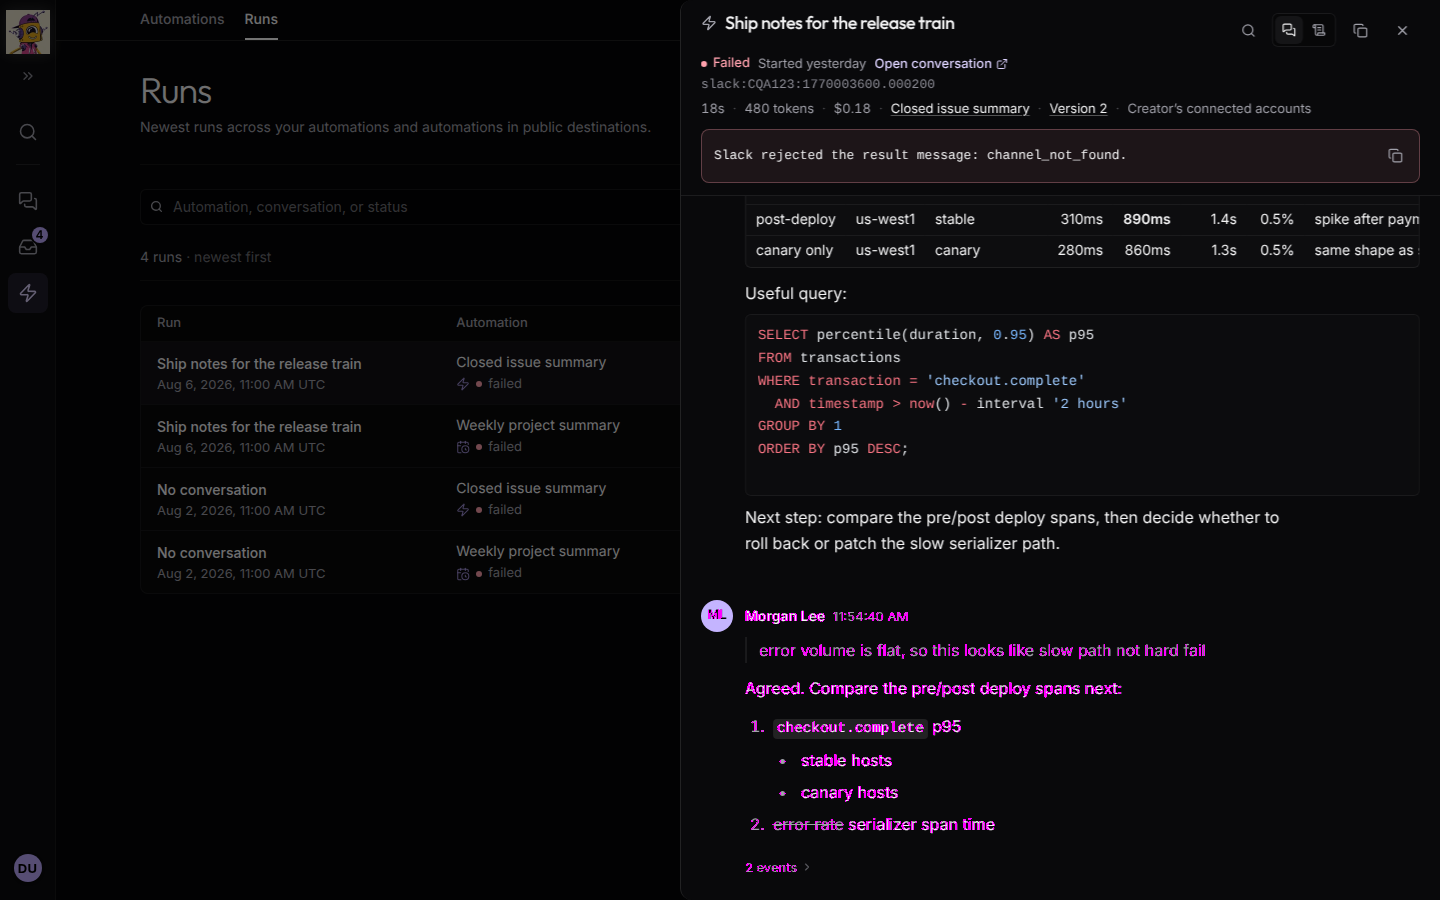 Automations Runs
Runs
Newest runs across your automations and automations in public destinations.
Automation, conversation, or status
4 runs · newest first
Run Automation
Ship notes for the release train Closed issue summary
Aug 6, 2026, 11:00 AM UTC failed
Ship notes for the release train Weekly project summary
Aug 6, 2026, 11:00 AM UTC failed
No conversation Closed issue summary
Aug 2, 2026, 11:00 AM UTC failed
No conversation Weekly project summary
Aug 2, 2026, 11:00 AM UTC failed
4
DU
Ship notes for the release train
Failed Started yesterday Open conversation
slack:CQA123:1770003600.000200
18s · 480 tokens · $0.18 · Closed issue summary · Version 2 · Creator's connected accounts
Slack rejected the result message: channel_not_found.
post-deploy us-west1 stable 310ms 890ms 1.4s 0.5% spike after
canary only us-west1 canary 280ms 860ms 1.3s 0.5% same shape as
Useful query:
SELECT percentile(duration, 0.95) AS p95
FROM transactions
WHERE transaction = 'checkout.complete'
AND timestamp > now() - interval '2 hours'
GROUP BY 1
ORDER BY p95 DESC;
Next step: compare the pre/post deploy spans, then decide whether to
roll back or patch the slow serializer path.
ML Morgan Lee 11:54:40 AM
error volume is flat, so this looks like slow path not hard fail
Agreed. Compare the pre/post deploy spans next:
1. checkout.complete p95
• stable hosts
• canary hosts
2. error rate serializer span time
2 events